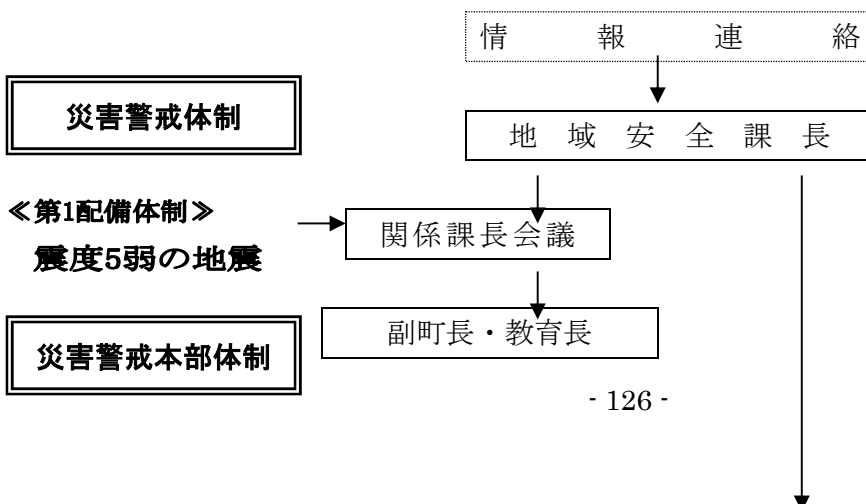 情報連絡
災害警戒体制
地域安全課長
≪第1配備体制≫
震度5弱の地震
関係課長会議
副町長・教育長
災害警戒本部体制
- 126 -